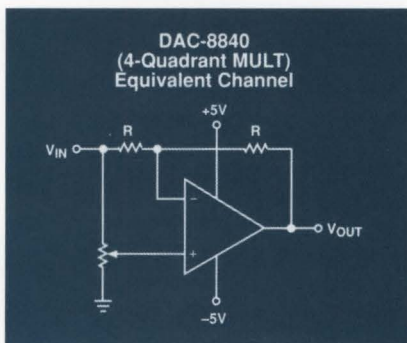 DAC-8840
(4-Quadrant MULT)
Equivalent Channel
+5V
R
R
VIN
−
+
VOUT
−5V